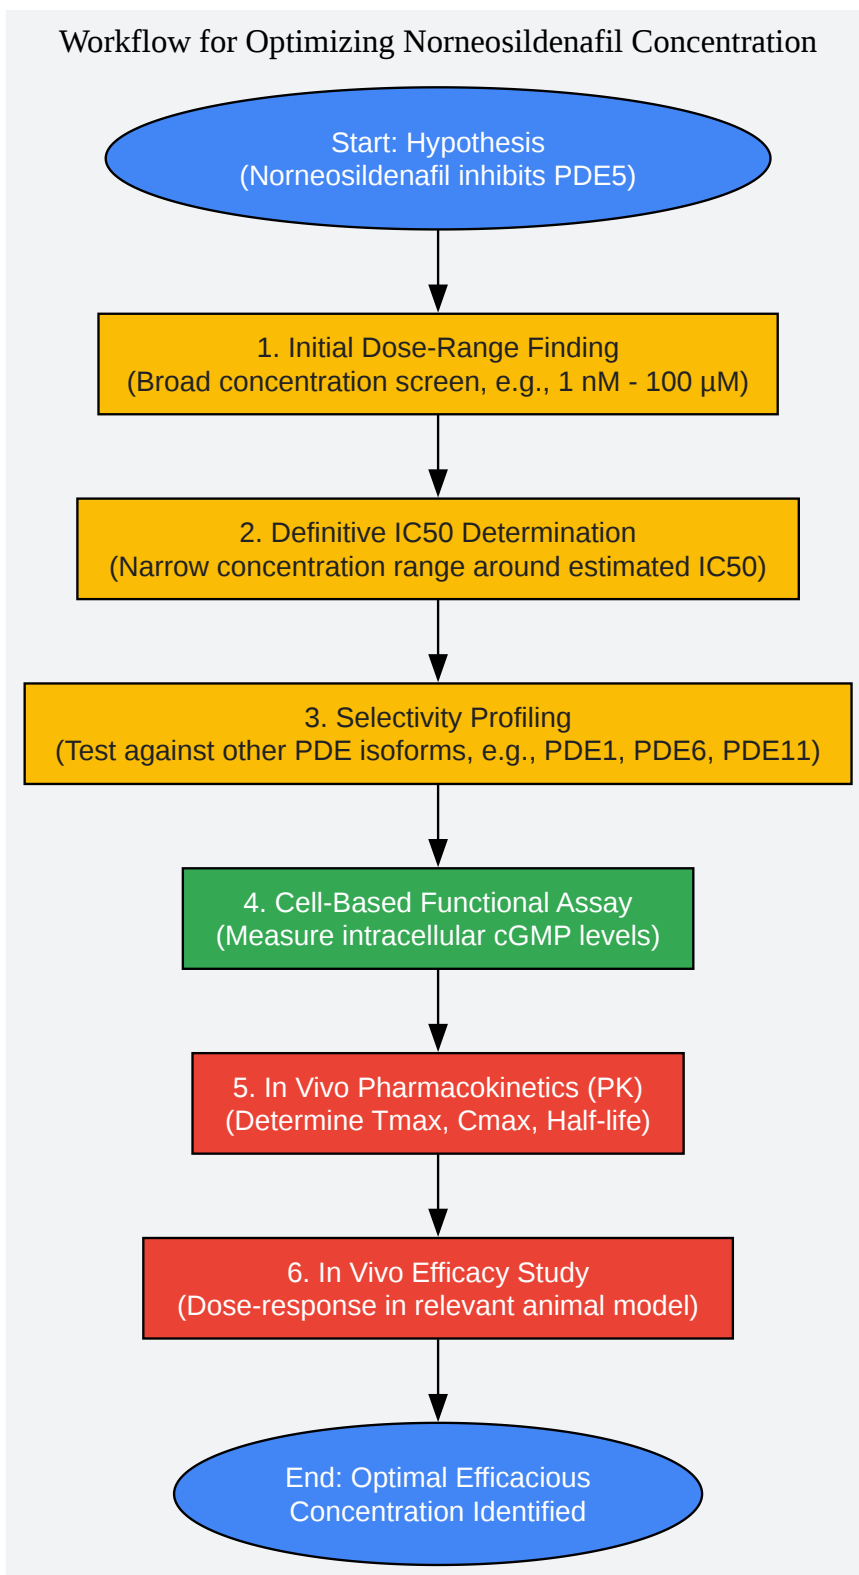 Workflow for Optimizing Norneosildenafil Concentration
Start: Hypothesis
(Norneosildenafil inhibits PDE5)
1. Initial Dose-Range Finding
(Broad concentration screen, e.g., 1 nM - 100 µM)
2. Definitive IC50 Determination
(Narrow concentration range around estimated IC50)
3. Selectivity Profiling
(Test against other PDE isoforms, e.g., PDE1, PDE6, PDE11)
4. Cell-Based Functional Assay
(Measure intracellular cGMP levels)
5. In Vivo Pharmacokinetics (PK)
(Determine Tmax, Cmax, Half-life)
6. In Vivo Efficacy Study
(Dose-response in relevant animal model)
End: Optimal Efficacious
Concentration Identified